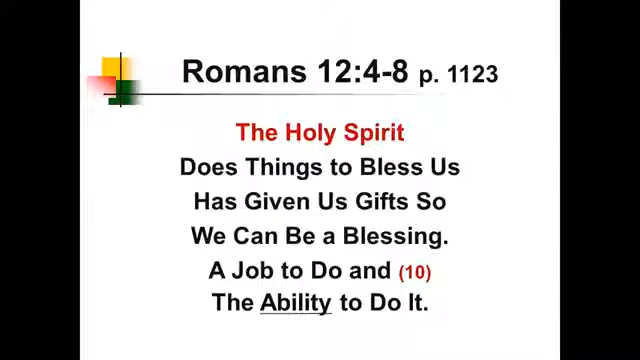 Romans 12:4-8 p. 1123
The Holy Spirit
Does Things to Bless Us
Has Given Us Gifts So
We Can Be a Blessing.
A Job to Do and (10)
The Ability to Do It.